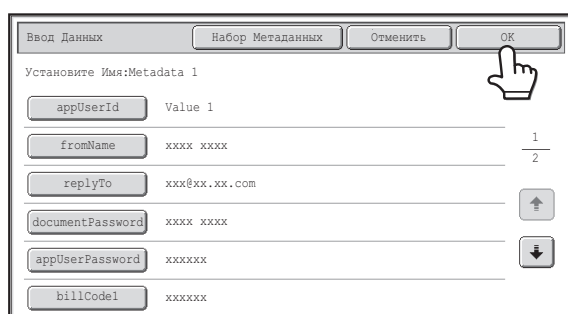 Ввод Данных Набор Метаданных Отменить OK
Установите Имя:Metadata 1
appUserId Value 1
fromName xxxx xxxx
replyTo xxx@xx.xx.com
documentPassword xxxx xxxx
appUserPassword xxxxxx
billCode1 xxxxxx
1
2